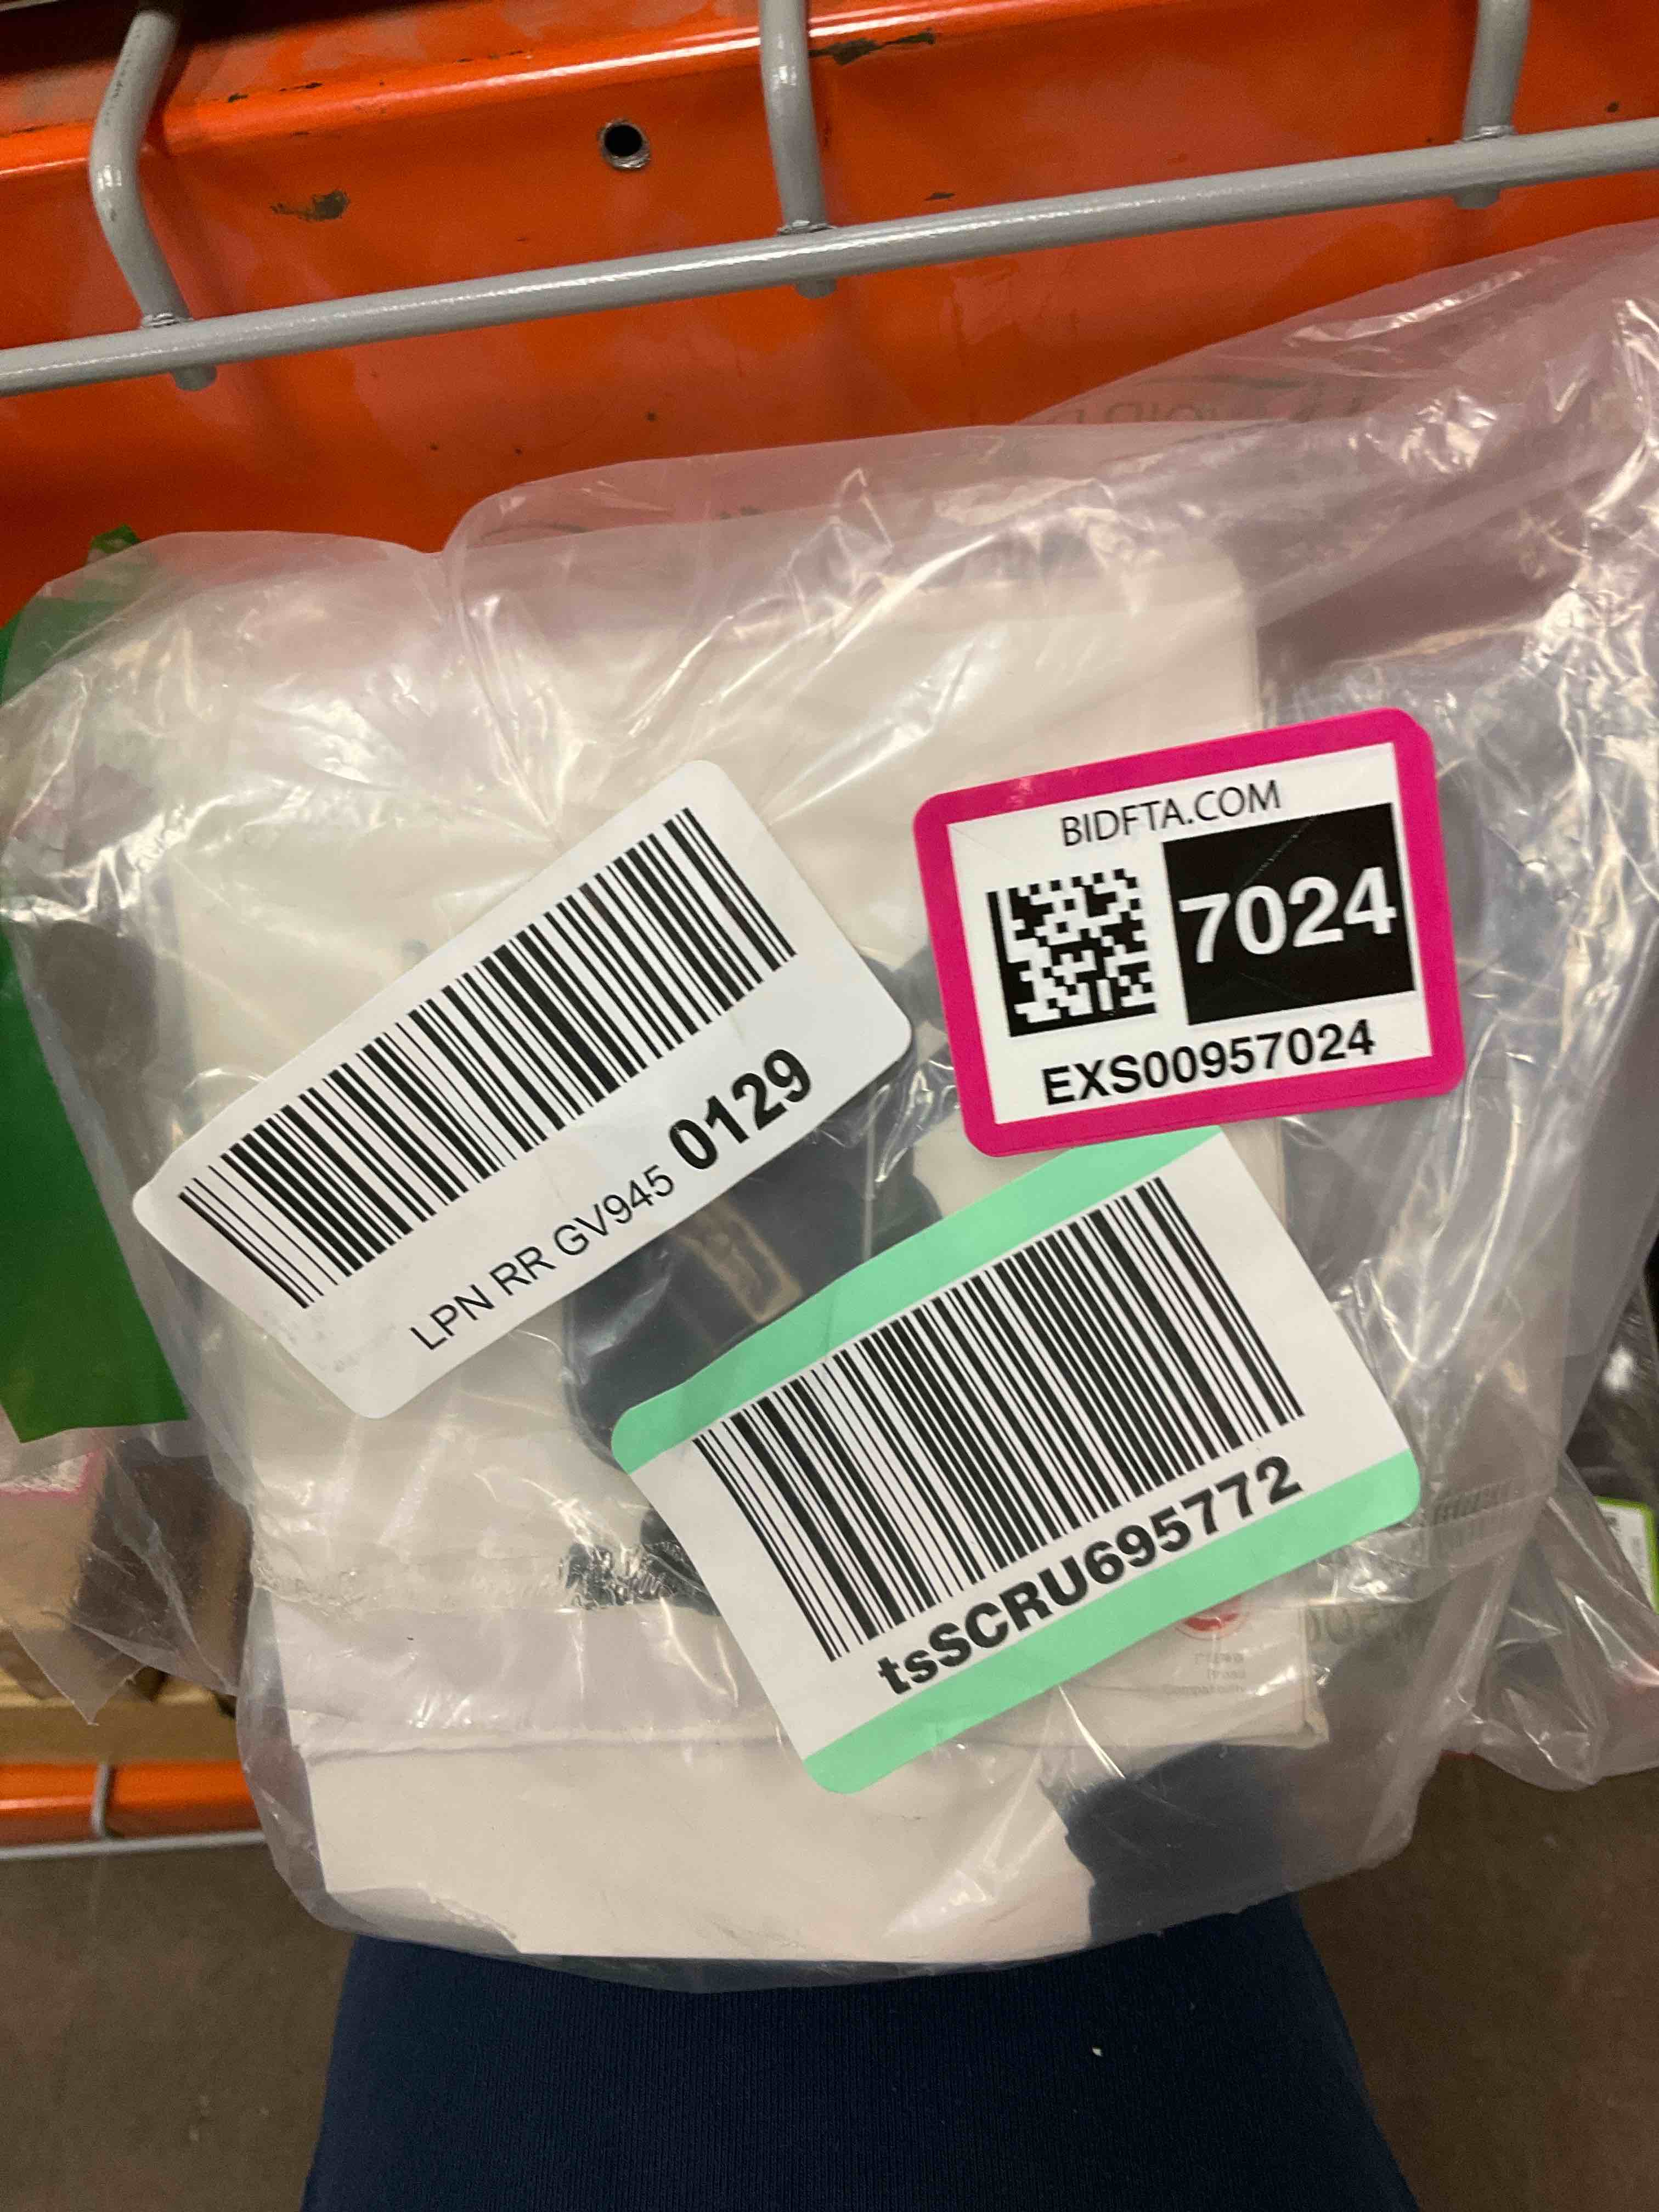 BIDFTA.COM
7024
EXS00957024
LPN RR GV945 0129
tsSCRU695772